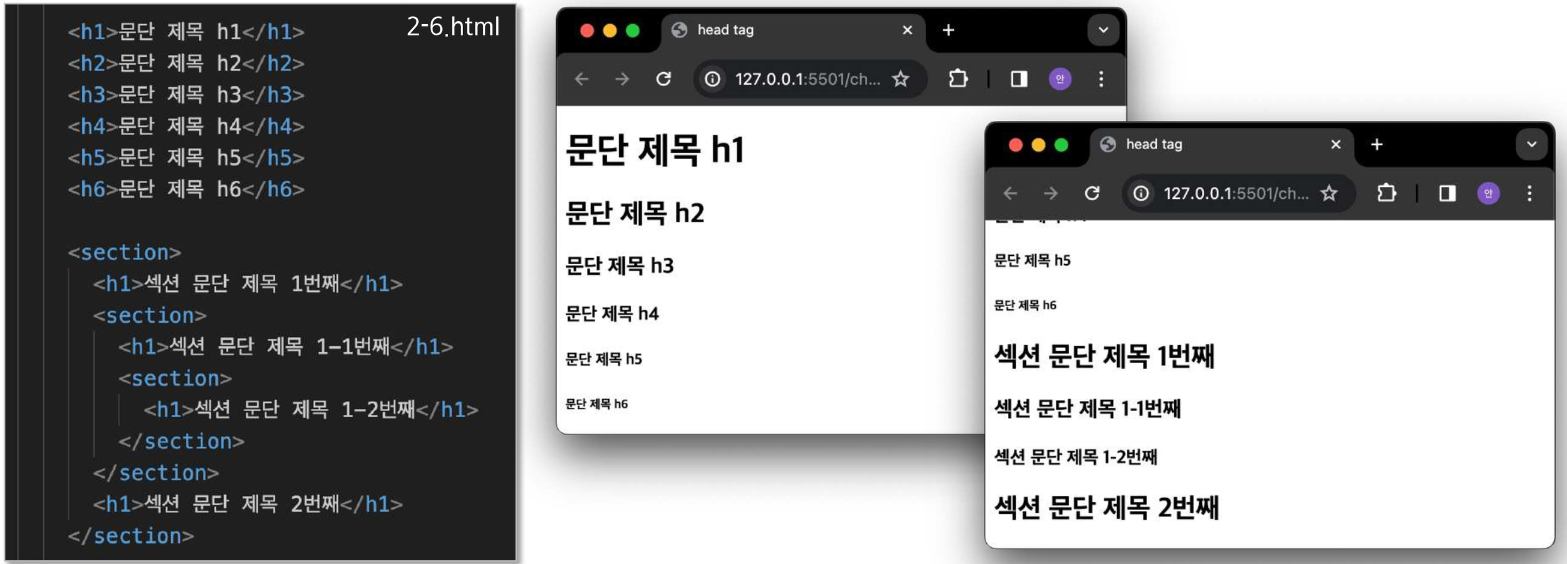 2-6.html
<h1>문단 제목 h1</h1>
<h2>문단 제목 h2</h2>
<h3>문단 제목 h3</h3>
<h4>문단 제목 h4</h4>
<h5>문단 제목 h5</h5>
<h6>문단 제목 h6</h6>
<section>
<h1>섹션 문단 제목 1번째</h1>
<section>
<h1>섹션 문단 제목 1-1번째</h1>
<section>
<h1>섹션 문단 제목 1-2번째</h1>
</section>
</section>
<h1>섹션 문단 제목 2번째</h1>
</section>
head tag
127.0.0.1:5501/ch...
안
문단 제목 h1
문단 제목 h2
문단 제목 h3
문단 제목 h4
문단 제목 h5
문단 제목 h6
head tag
127.0.0.1:5501/ch...
안
문단 제목 h5
문단 제목 h6
섹션 문단 제목 1번째
섹션 문단 제목 1-1번째
섹션 문단 제목 1-2번째
섹션 문단 제목 2번째